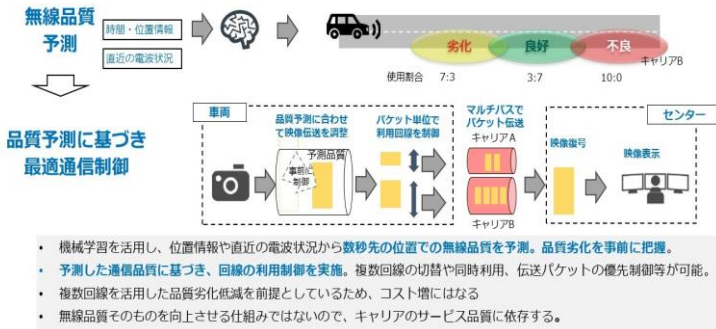 無線品質
予測
時間・位置情報
直近の電波状況
劣化
良好
不良
キャリアB
使用割合
7:3
3:7
10:0
品質予測に基づき
最適通信制御
車両
品質予測に合わせ
て映像伝送を調整
予測品質
事前に
制御
パケット単位で
利用回線を制御
マルチパスで
パケット伝送
キャリアA
キャリアB
センター
映像復号
映像表示
• 機械学習を活用し、位置情報や直近の電波状況から数秒先の位置での無線品質を予測。品質劣化を事前に把握。
• 予測した通信品質に基づき、回線の利用制御を実施。複数回線の切替や同時利用、伝送パケットの優先制御等が可能。
• 複数回線を活用した品質劣化低減を前提としているため、コスト増にはなる
• 無線品質そのものを向上させる仕組みではないので、キャリアのサービス品質に依存する。